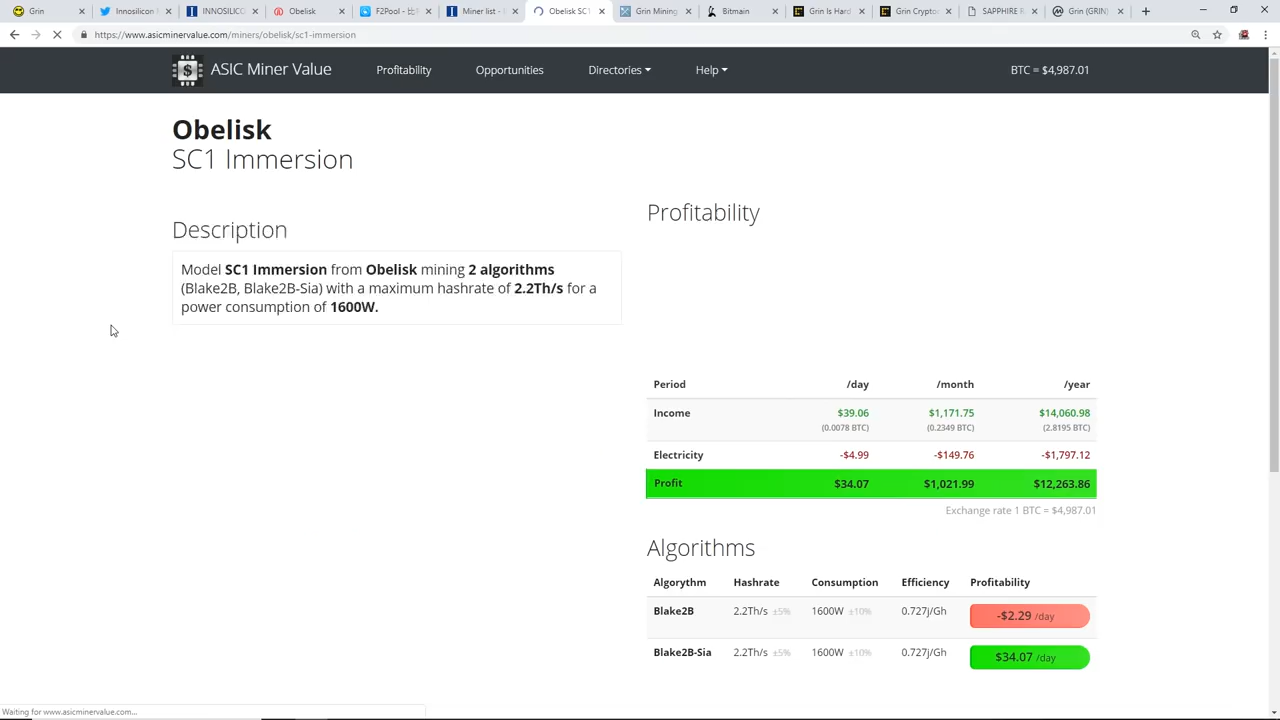 Grin
Innosilicon
INNOSILICO
Obelisk
F2Pool - 比
Miner list -
Obelisk SC1
Grin Mining
Bitmain
Grin Is Hard
Grin Cryptoc
SAPPHIRE R
Grin (GRIN)
https://www.asicminervalue.com/miners/obelisk/sc1-immersion
ASIC Miner Value
Profitability
Opportunities
Directories
Help
BTC = $4,987.01
Obelisk
SC1 Immersion
Description
Model SC1 Immersion from Obelisk mining 2 algorithms
(Blake2B, Blake2B-Sia) with a maximum hashrate of 2.2Th/s for a
power consumption of 1600W.
Profitability
Period /day /month /year
Income $39.06 $1,171.75 $14,060.98
(0.0078 BTC) (0.2349 BTC) (2.8195 BTC)
Electricity -$4.99 -$149.76 -$1,797.12
Profit $34.07 $1,021.99 $12,263.86
Exchange rate 1 BTC = $4,987.01
Algorithms
Algorythm Hashrate Consumption Efficiency Profitability
Blake2B 2.2Th/s ±5% 1600W ±10% 0.727j/Gh -$2.29 /day
Blake2B-Sia 2.2Th/s ±5% 1600W ±10% 0.727j/Gh $34.07 /day
Waiting for www.asicminervalue.com...